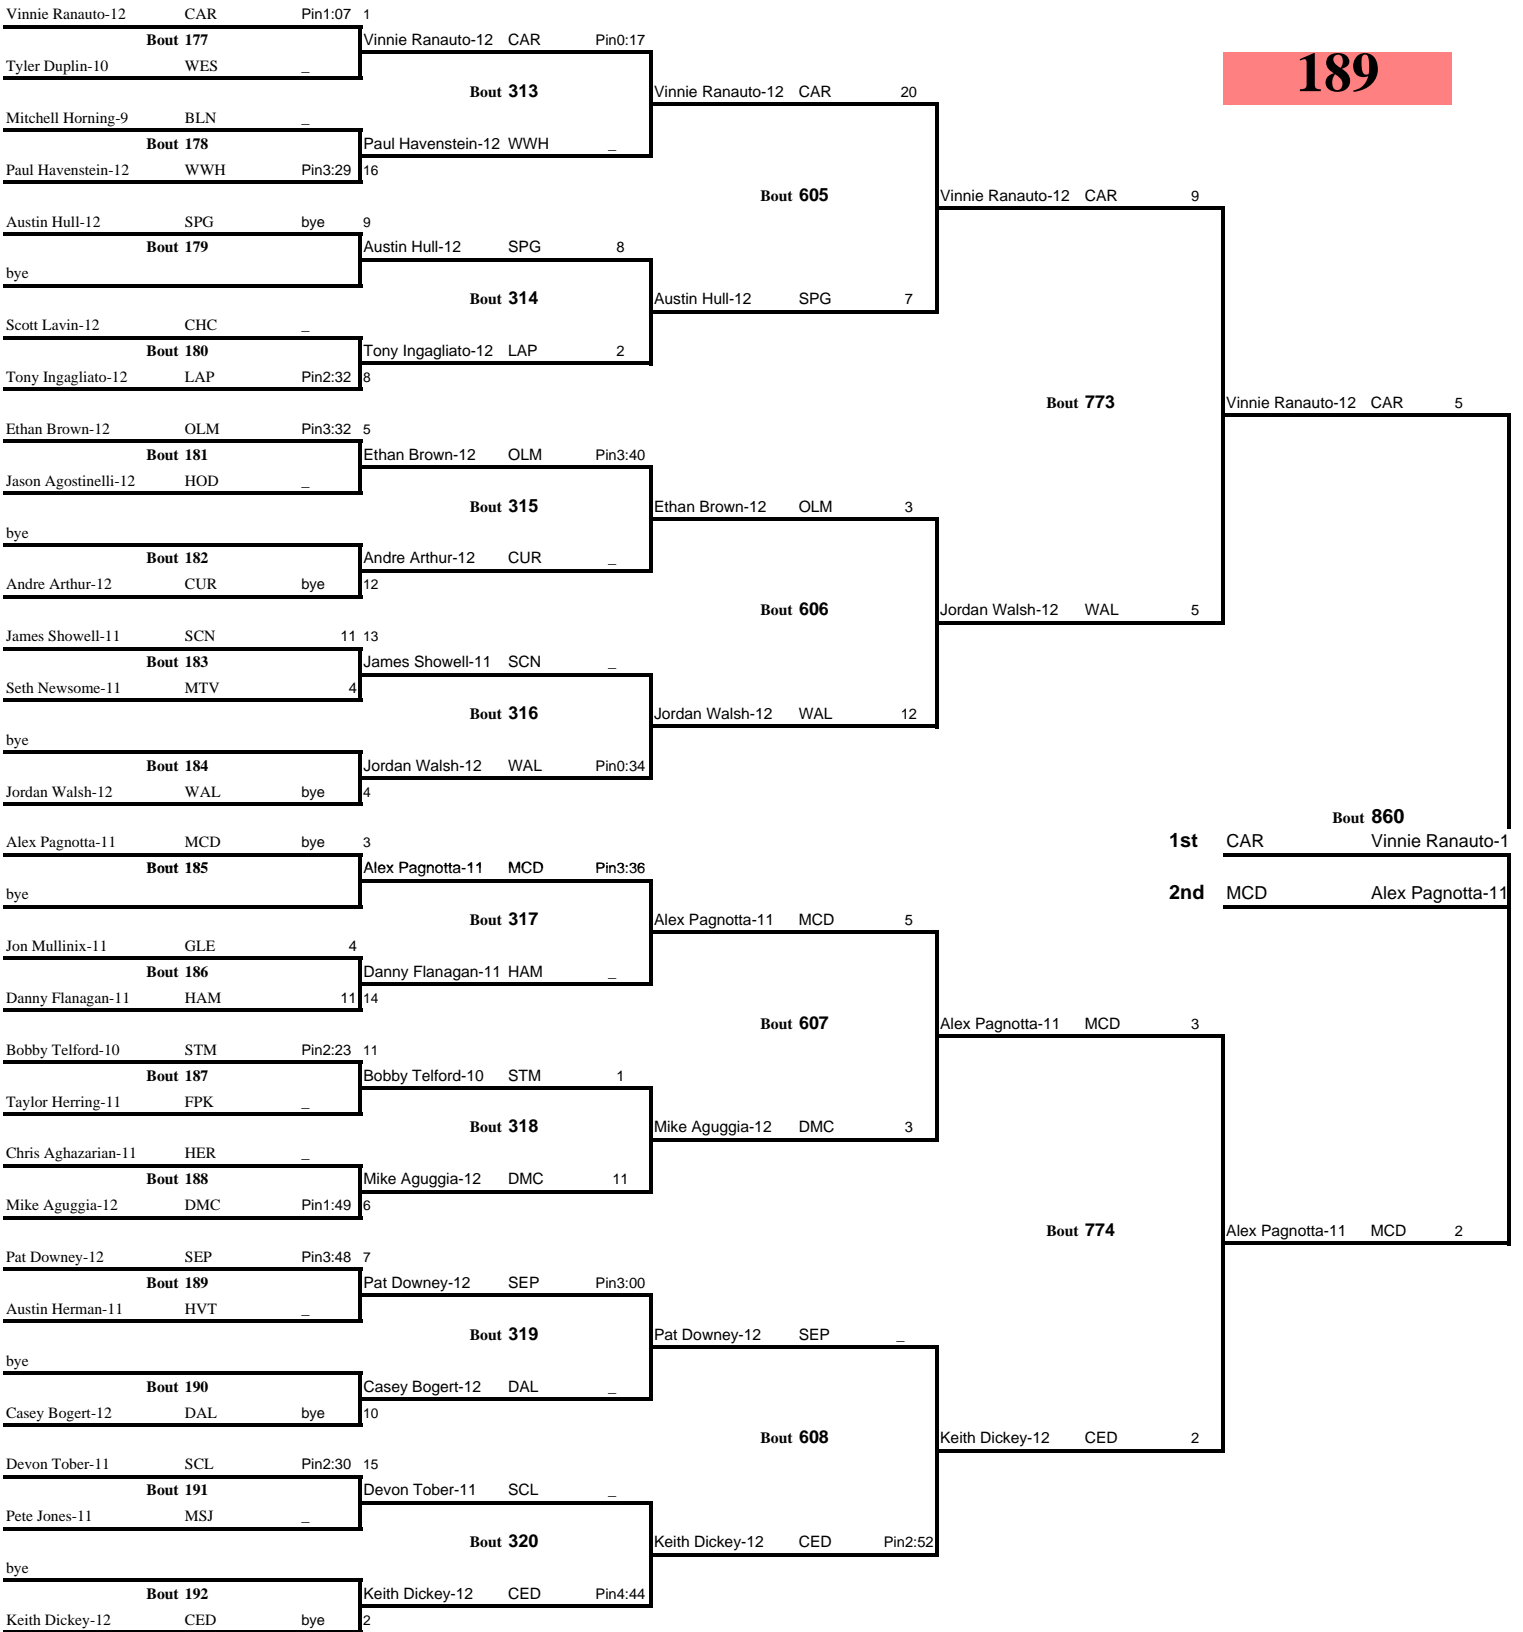 Vinnie Ranauto-12 CAR Pin1:07 1
Bout 177
Tyler Duplin-10 WES _
Mitchell Horning-9 BLN _
Bout 178
Paul Havenstein-12 WWH Pin3:29 16
Austin Hull-12 SPG bye 9
Bout 179
bye
Scott Lavin-12 CHC _
Bout 180
Tony Ingagliato-12 LAP Pin2:32 8
Ethan Brown-12 OLM Pin3:32 5
Bout 181
Jason Agostinelli-12 HOD _
bye
Bout 182
Andre Arthur-12 CUR bye 12
James Showell-11 SCN 11 13
Bout 183
Seth Newsome-11 MTV 4
bye
Bout 184
Jordan Walsh-12 WAL bye 4
Alex Pagnotta-11 MCD bye 3
Bout 185
bye
Jon Mullinix-11 GLE 4
Bout 186
Danny Flanagan-11 HAM 11 14
Bobby Telford-10 STM Pin2:23 11
Bout 187
Taylor Herring-11 FPK _
Chris Aghazarian-11 HER _
Bout 188
Mike Aguggia-12 DMC Pin1:49 6
Pat Downey-12 SEP Pin3:48 7
Bout 189
Austin Herman-11 HVT _
bye
Bout 190
Casey Bogert-12 DAL bye 10
Devon Tober-11 SCL Pin2:30 15
Bout 191
Pete Jones-11 MSJ _
bye
Bout 192
Keith Dickey-12 CED bye 2
Vinnie Ranauto-12 CAR Pin0:17
Bout 313
Paul Havenstein-12 WWH _
Austin Hull-12 SPG 8
Bout 314
Tony Ingagliato-12 LAP 2
Ethan Brown-12 OLM Pin3:40
Bout 315
Andre Arthur-12 CUR _
James Showell-11 SCN _
Bout 316
Jordan Walsh-12 WAL Pin0:34
Alex Pagnotta-11 MCD Pin3:36
Bout 317
Danny Flanagan-11 HAM _
Bobby Telford-10 STM 1
Bout 318
Mike Aguggia-12 DMC 11
Pat Downey-12 SEP Pin3:00
Bout 319
Casey Bogert-12 DAL _
Devon Tober-11 SCL _
Bout 320
Keith Dickey-12 CED Pin4:44
Vinnie Ranauto-12 CAR 20
Bout 605
Austin Hull-12 SPG 7
Ethan Brown-12 OLM 3
Bout 606
Jordan Walsh-12 WAL 12
Alex Pagnotta-11 MCD 5
Bout 607
Mike Aguggia-12 DMC 3
Pat Downey-12 SEP _
Bout 608
Keith Dickey-12 CED Pin2:52
Vinnie Ranauto-12 CAR 9
Bout 773
Jordan Walsh-12 WAL 5
Alex Pagnotta-11 MCD 3
Bout 774
Keith Dickey-12 CED 2
189
Vinnie Ranauto-12 CAR 5
Bout 860
1st CAR Vinnie Ranauto-1
2nd MCD Alex Pagnotta-11
Alex Pagnotta-11 MCD 2